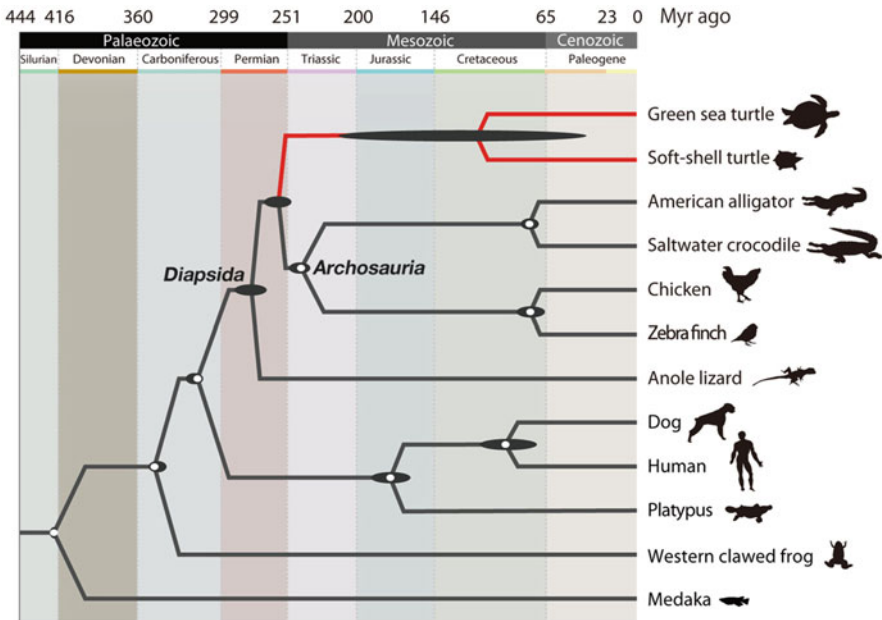 444 416 360 299 251 200 146 65 23 0 Myr ago
Palaeozoic Mesozoic Cenozoic
Silurian Devonian Carboniferous Permian Triassic Jurassic Cretaceous Paleogene
Green sea turtle
Soft-shell turtle
American alligator
Saltwater crocodile
Diapsida Archosauria
Chicken
Zebra finch
Anole lizard
Dog
Human
Platypus
Western clawed frog
Medaka